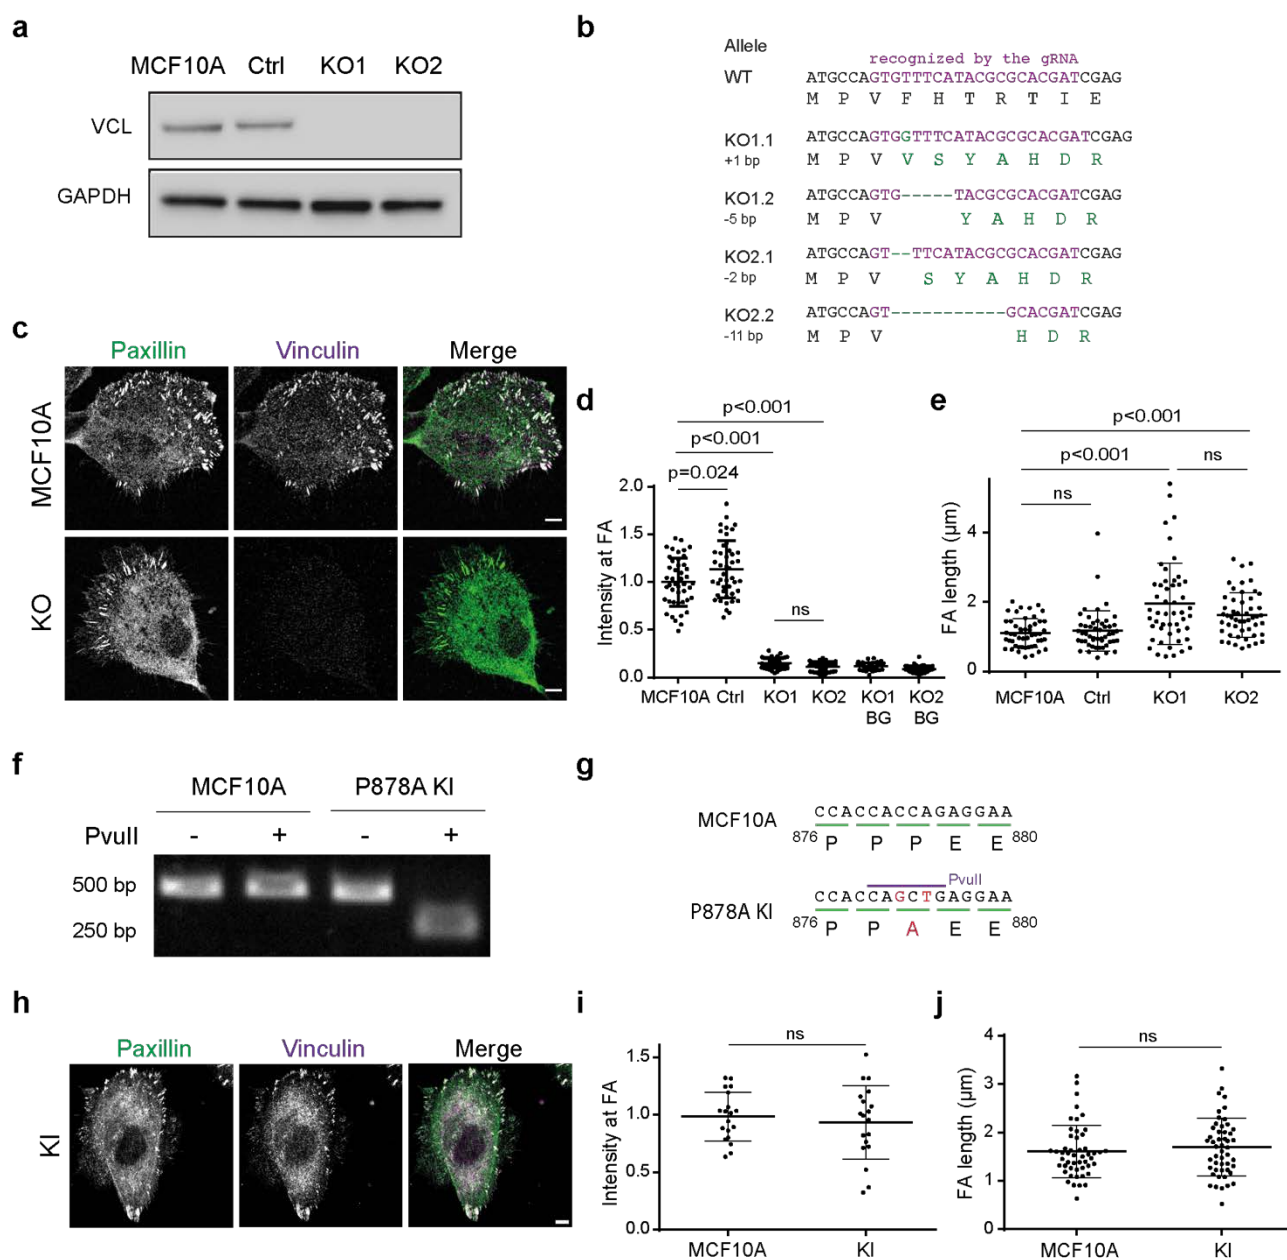 a
MCF10A Ctrl KO1 KO2
VCL
GAPDH
b
Allele
recognized by the gRNA
WT ATGCCAGTGTTTCATACGCGCACGATCGAG
M P V F H T R T I E
KO1.1 ATGCCAGTGGTTTCATACGCGCACGATCGAG
+1 bp M P V V S Y A H D R
KO1.2 ATGCCAGTG-----TACGCGCACGATCGAG
-5 bp M P V Y A H D R
KO2.1 ATGCCAGT--TTCATACGCGCACGATCGAG
-2 bp M P V S Y A H D R
KO2.2 ATGCCAGT-----------GCACGATCGAG
-11 bp M P V H D R
c
Paxillin Vinculin Merge
MCF10A
KO
d
p<0.001
p<0.001
p=0.024
ns
Intensity at FA
2.0
1.5
1.0
0.5
0.0
MCF10A Ctrl KO1 KO2 KO1 BG KO2 BG
e
p<0.001
p<0.001 ns
ns
FA length (µm)
4
2
0
MCF10A Ctrl KO1 KO2
f
MCF10A P878A KI
PvuII - + - +
500 bp
250 bp
g
MCF10A CCACCACCAGAGGAA
876 P P P E E 880
PvuII
P878A KI CCACCAGCTGAGGAA
876 P P A E E 880
h
Paxillin Vinculin Merge
KI
i
ns
Intensity at FA
1.5
1.0
0.5
0.0
MCF10A KI
j
ns
FA length (µm)
4
3
2
1
0
MCF10A KI